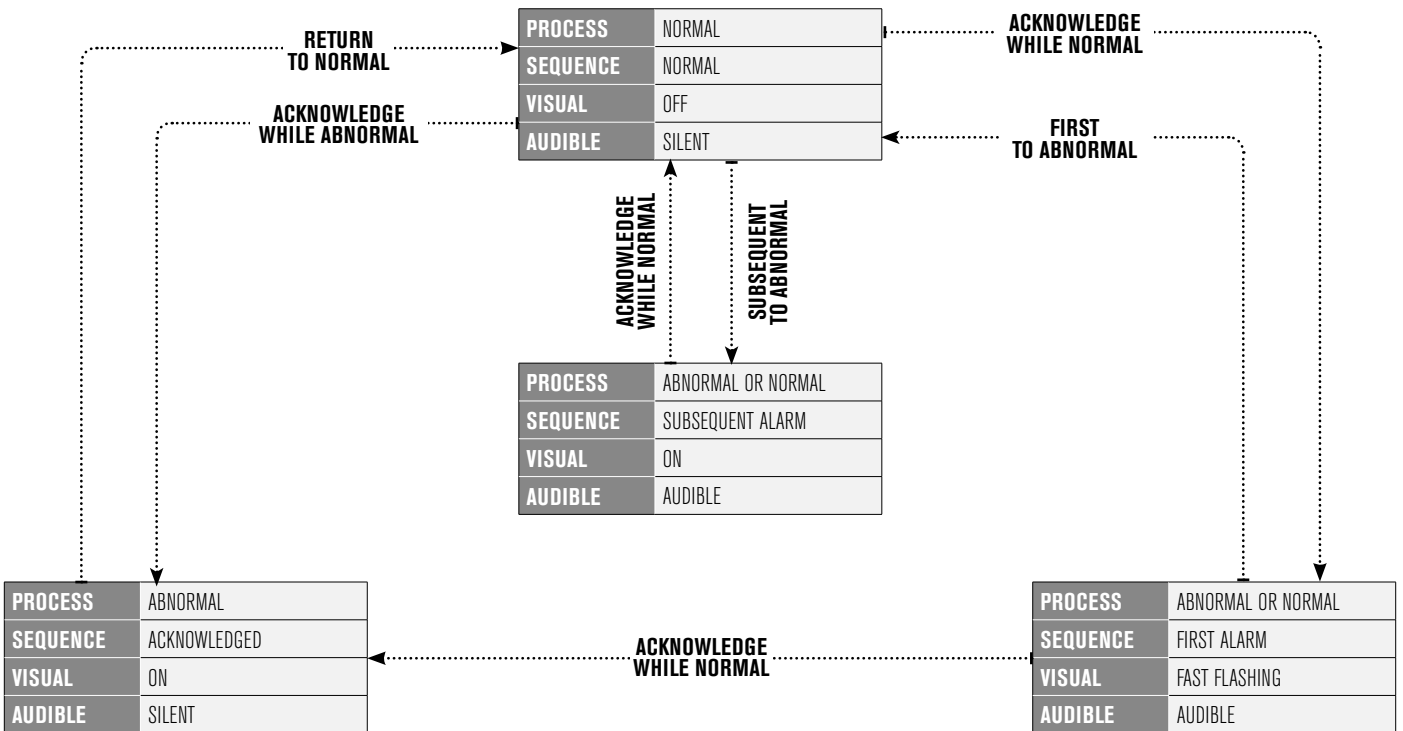 RETURN
TO NORMAL
PROCESS NORMAL
SEQUENCE NORMAL
VISUAL OFF
AUDIBLE SILENT
ACKNOWLEDGE
WHILE NORMAL
ACKNOWLEDGE
WHILE ABNORMAL
FIRST
TO ABNORMAL
ACKNOWLEDGE
WHILE NORMAL
SUBSEQUENT
TO ABNORMAL
PROCESS ABNORMAL OR NORMAL
SEQUENCE SUBSEQUENT ALARM
VISUAL ON
AUDIBLE AUDIBLE
PROCESS ABNORMAL
SEQUENCE ACKNOWLEDGED
VISUAL ON
AUDIBLE SILENT
ACKNOWLEDGE
WHILE NORMAL
PROCESS ABNORMAL OR NORMAL
SEQUENCE FIRST ALARM
VISUAL FAST FLASHING
AUDIBLE AUDIBLE